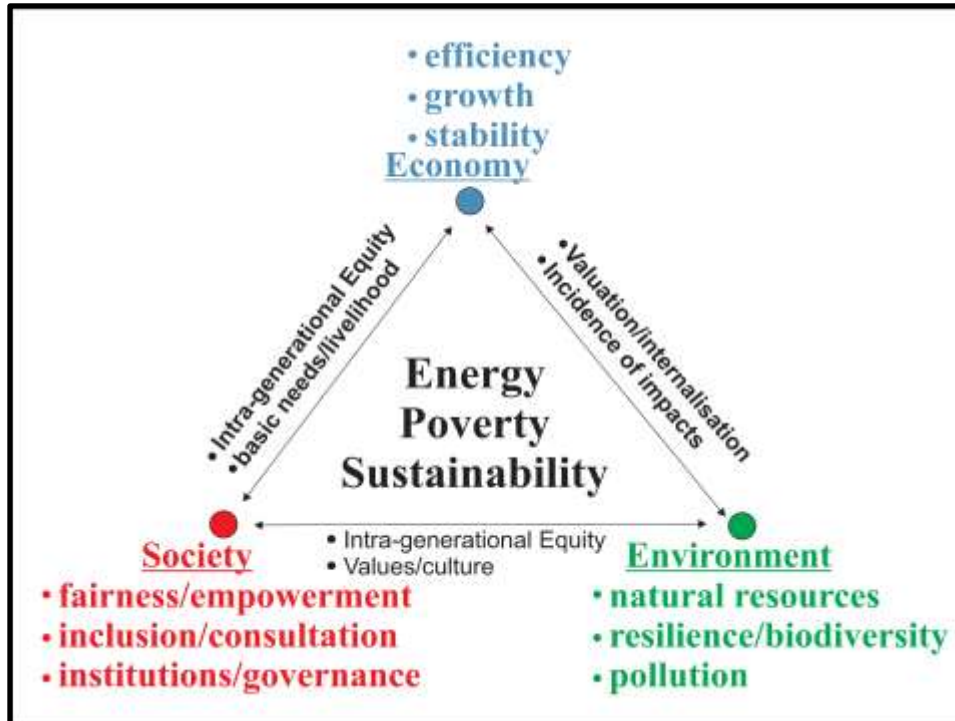 • efficiency
• growth
• stability
Economy
• Intra-generational Equity
• basic needs/livelihood
• Valuation/internalisation
• Incidence of impacts
Energy
Poverty
Sustainability
• Intra-generational Equity
• Values/culture
Society
• fairness/empowerment
• inclusion/consultation
• institutions/governance
Environment
• natural resources
• resilience/biodiversity
• pollution